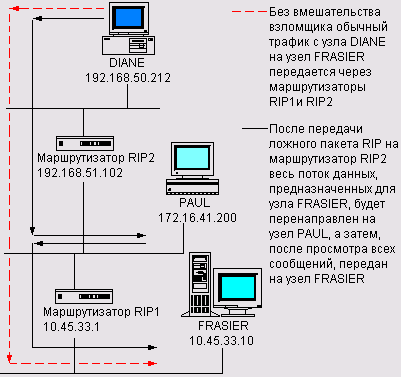 DIANE
192.168.50.212
Маршрутизатор RIP2
192.168.51.102
PAUL
172.16.41.200
Маршрутизатор RIP1
10.45.33.1
FRASIER
10.45.33.10
Без вмешательства
взломщика обычный
трафик с узла DIANE
на узел FRASIER
передается через
маршрутизаторы
RIP1и RIP2
После передачи
ложного пакета RIP на
маршрутизатор RIP2
весь поток данных,
предназначенных для
узла FRASIER, будет
перенаправлен на
узел PAUL, а затем,
после просмотра всех
сообщений, передан
на узел FRASIER